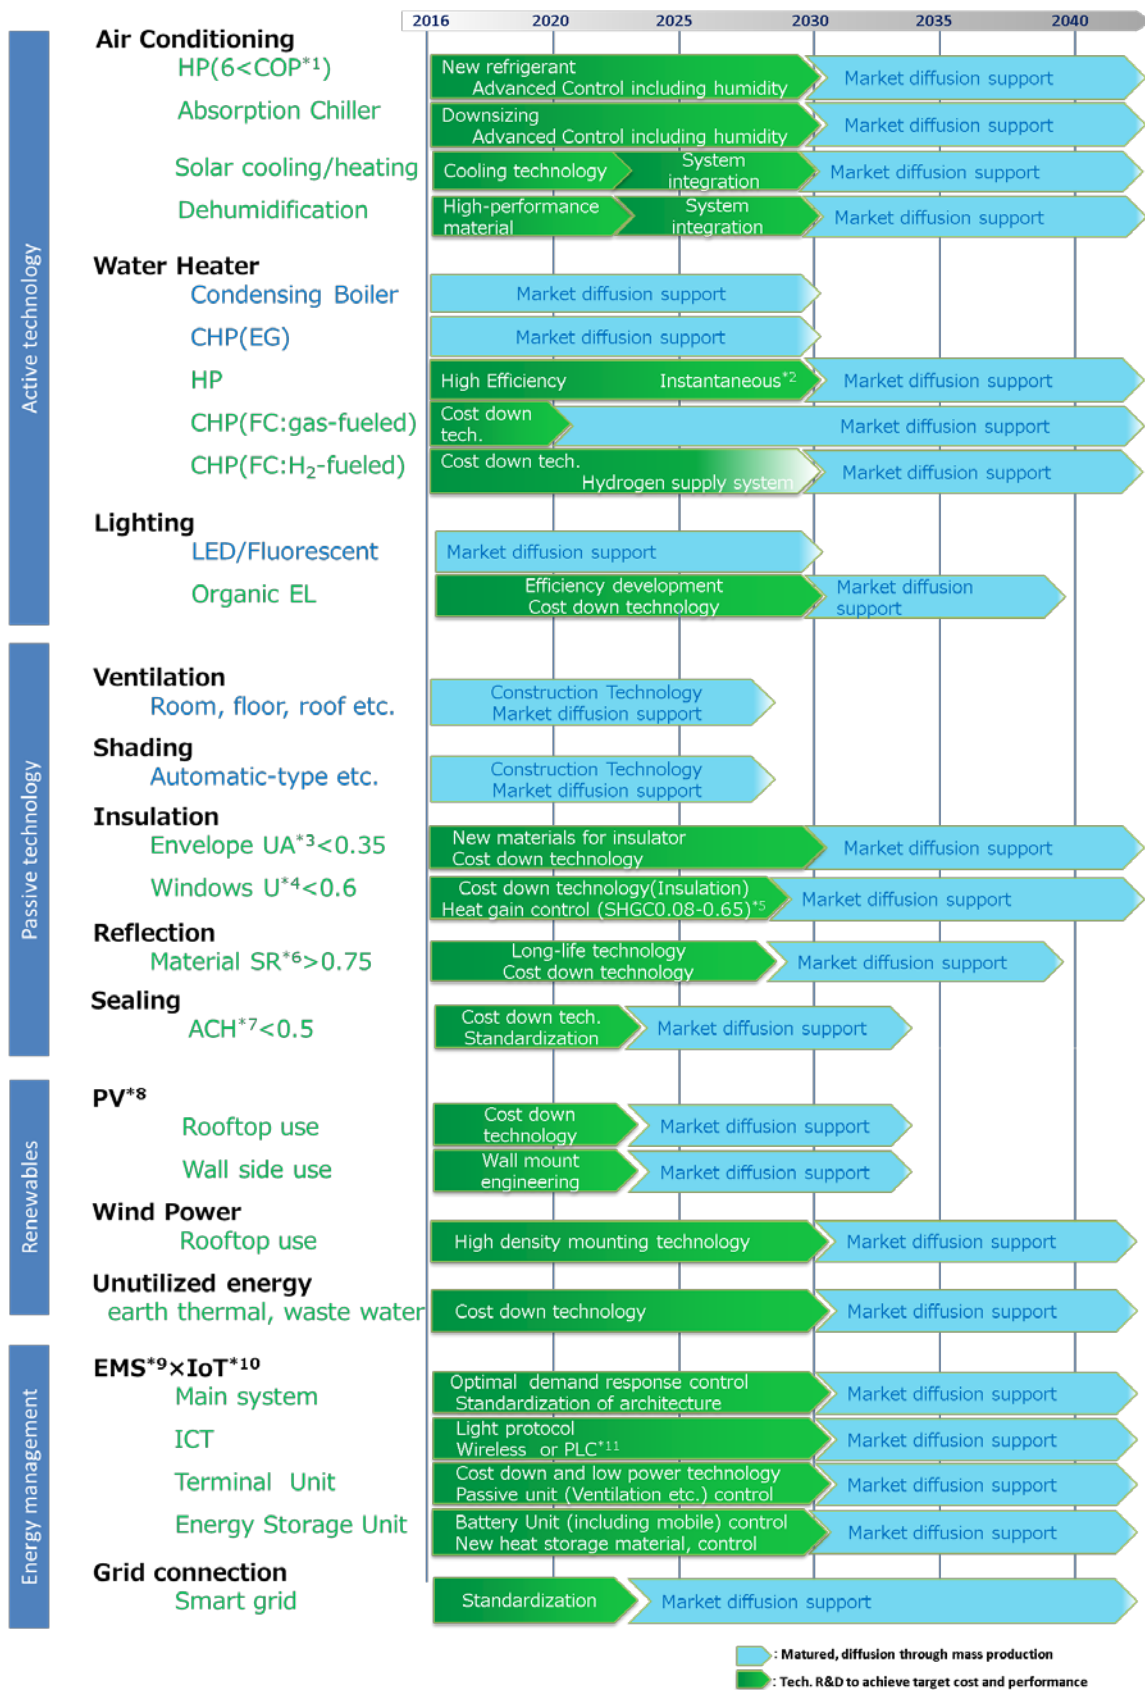 2016 2020 2025 2030 2035 2040
Active technology
Air Conditioning
HP(6<COP*1)
New refrigerant
Advanced Control including humidity
Market diffusion support
Absorption Chiller
Downsizing
Advanced Control including humidity
Market diffusion support
Solar cooling/heating
Cooling technology
System
integration
Market diffusion support
Dehumidification
High-performance
material
System
integration
Market diffusion support
Water Heater
Condensing Boiler
Market diffusion support
CHP(EG)
Market diffusion support
HP
High Efficiency
Instantaneous*2
Market diffusion support
CHP(FC:gas-fueled)
Cost down
tech.
Market diffusion support
CHP(FC:H2-fueled)
Cost down tech.
Hydrogen supply system
Market diffusion support
Lighting
LED/Fluorescent
Market diffusion support
Organic EL
Efficiency development
Cost down technology
Market diffusion
support
Passive technology
Ventilation
Room, floor, roof etc.
Construction Technology
Market diffusion support
Shading
Automatic-type etc.
Construction Technology
Market diffusion support
Insulation
Envelope UA*3<0.35
New materials for insulator
Cost down technology
Market diffusion support
Windows U*4<0.6
Cost down technology(Insulation)
Heat gain control (SHGC0.08-0.65)*5
Market diffusion support
Reflection
Material SR*6>0.75
Long-life technology
Cost down technology
Market diffusion support
Sealing
ACH*7<0.5
Cost down tech.
Standardization
Market diffusion support
Renewables
PV*8
Rooftop use
Cost down
technology
Market diffusion support
Wall side use
Wall mount
engineering
Market diffusion support
Wind Power
Rooftop use
High density mounting technology
Market diffusion support
Unutilized energy
earth thermal, waste water
Cost down technology
Market diffusion support
Energy management
EMS*9×IoT*10
Main system
Optimal demand response control
Standardization of architecture
Market diffusion support
ICT
Light protocol
Wireless or PLC*11
Market diffusion support
Terminal Unit
Cost down and low power technology
Passive unit (Ventilation etc.) control
Market diffusion support
Energy Storage Unit
Battery Unit (including mobile) control
New heat storage material, control
Market diffusion support
Grid connection
Smart grid
Standardization
Market diffusion support
: Matured, diffusion through mass production
: Tech. R&D to achieve target cost and performance